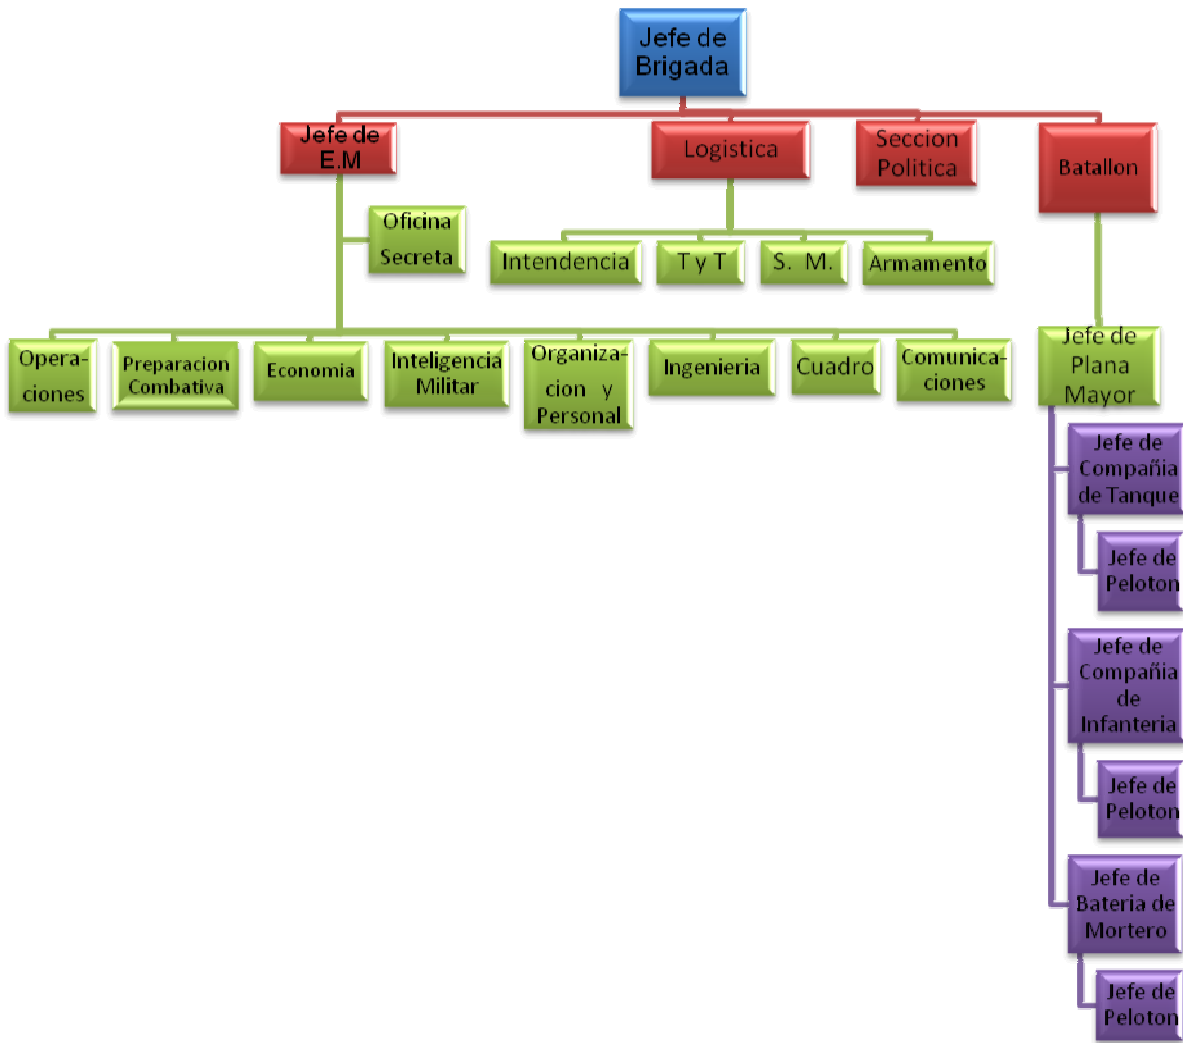 Jefe de
Brigada
Jefe de
E.M
Logistica
Seccion
Politica
Batallon
Oficina
Secreta
Intendencia
T y T
S. M.
Armamento
Opera-
ciones
Preparacion
Combativa
Economia
Inteligencia
Militar
Organiza-
cion y
Personal
Ingenieria
Cuadro
Comunica-
ciones
Jefe de
Plana
Mayor
Jefe de
Compañia
de Tanque
Jefe de
Peloton
Jefe de
Compañia
de
Infanteria
Jefe de
Peloton
Jefe de
Bateria de
Mortero
Jefe de
Peloton